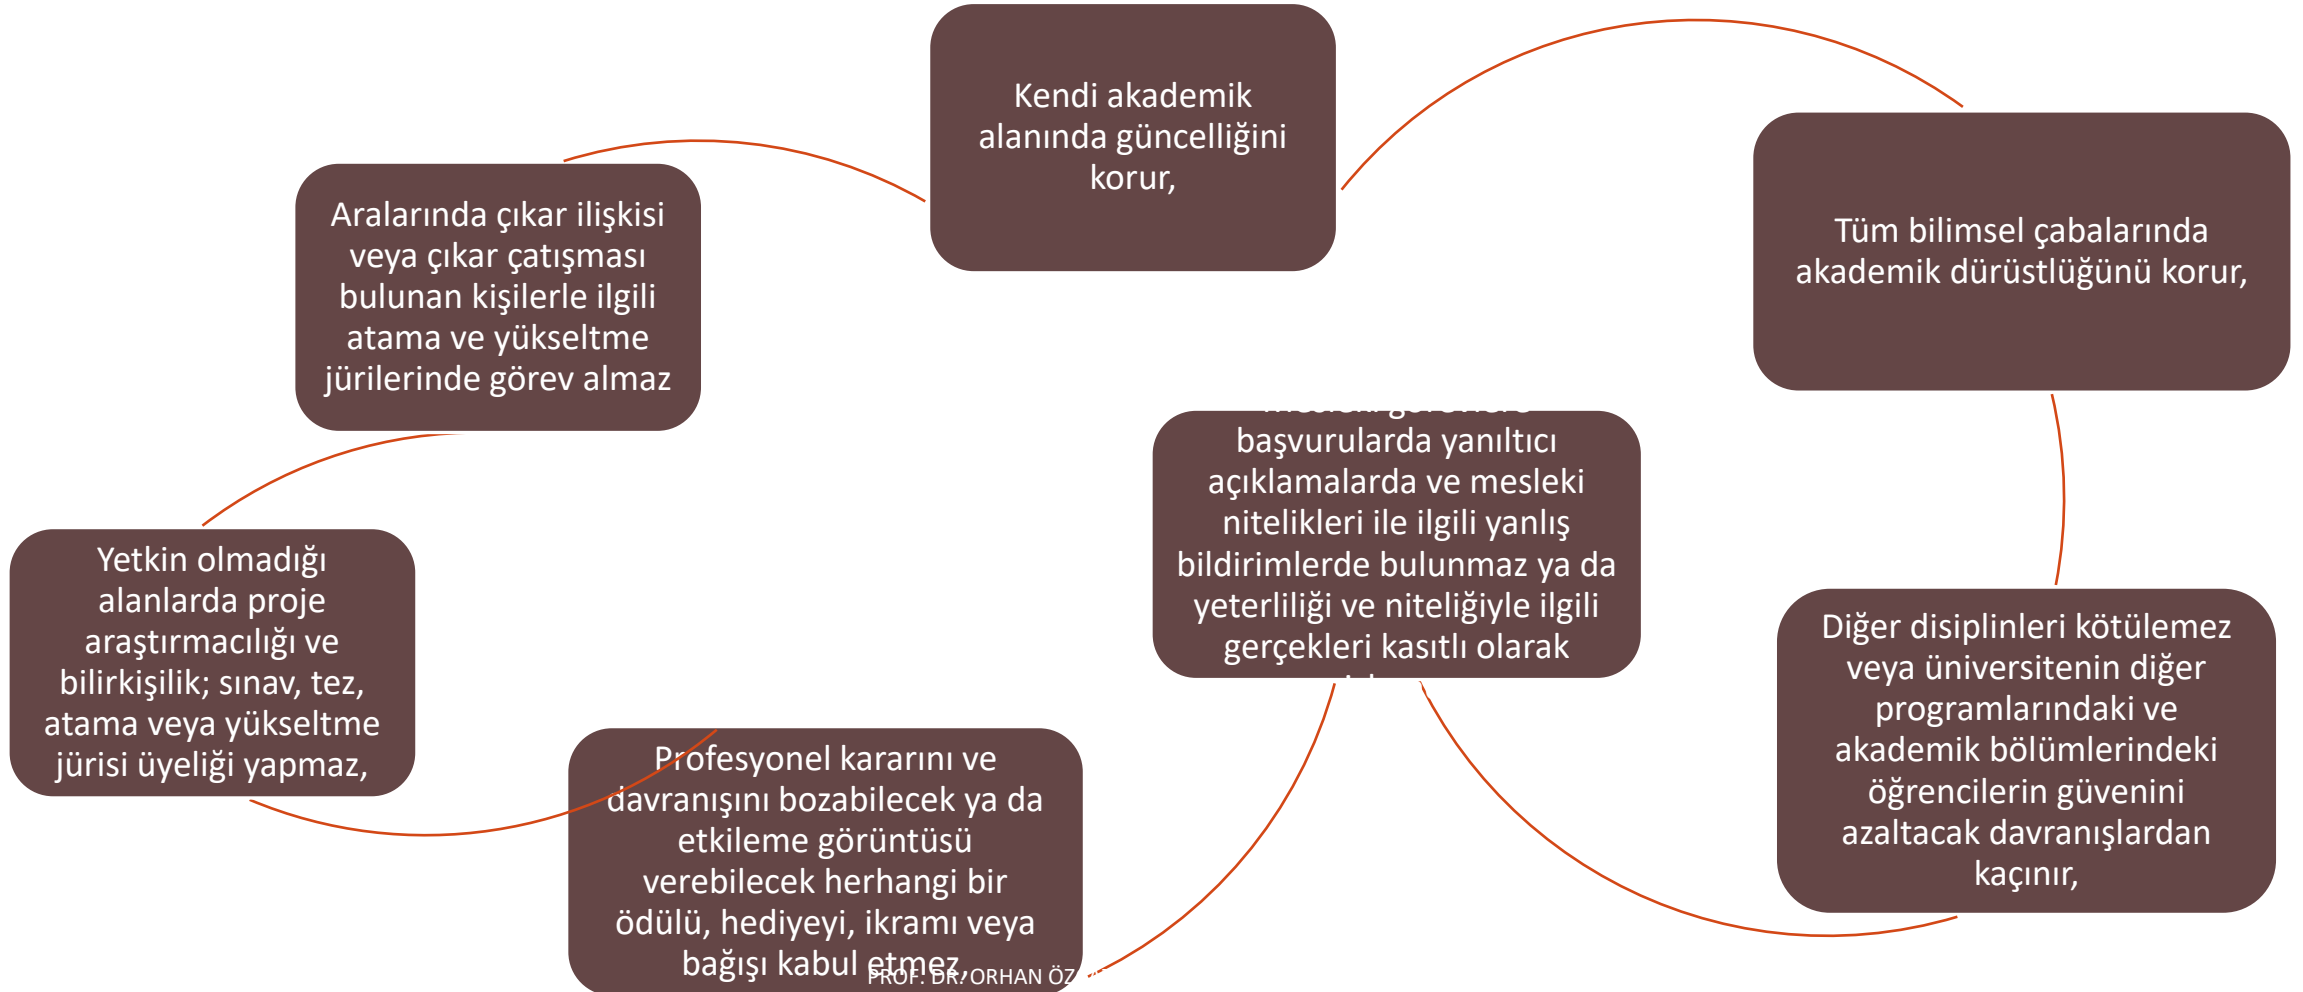 Kendi akademik
alanında güncelliğini
korur,
Tüm bilimsel çabalarında
akademik dürüstlüğünü korur,
Diğer disiplinleri kötülemez
veya üniversitenin diğer
programlarındaki ve
akademik bölümlerindeki
öğrencilerin güvenini
azaltacak davranışlardan
kaçınır,
başvurularda yanıltıcı
açıklamalarda ve mesleki
nitelikleri ile ilgili yanlış
bildirimlerde bulunmaz ya da
yeterliliği ve niteliğiyle ilgili
gerçekleri kasıtlı olarak
Profesyonel kararını ve
davranışını bozabilecek ya da
etkileme görüntüsü
verebilecek herhangi bir
ödülü, hediyeyi, ikramı veya
bağışı kabul etmez,
Yetkin olmadığı
alanlarda proje
araştırmacılığı ve
bilirkişilik; sınav, tez,
atama veya yükseltme
jürisi üyeliği yapmaz,
Aralarında çıkar ilişkisi
veya çıkar çatışması
bulunan kişilerle ilgili
atama ve yükseltme
jürilerinde görev almaz
PROF. DR. ORHAN